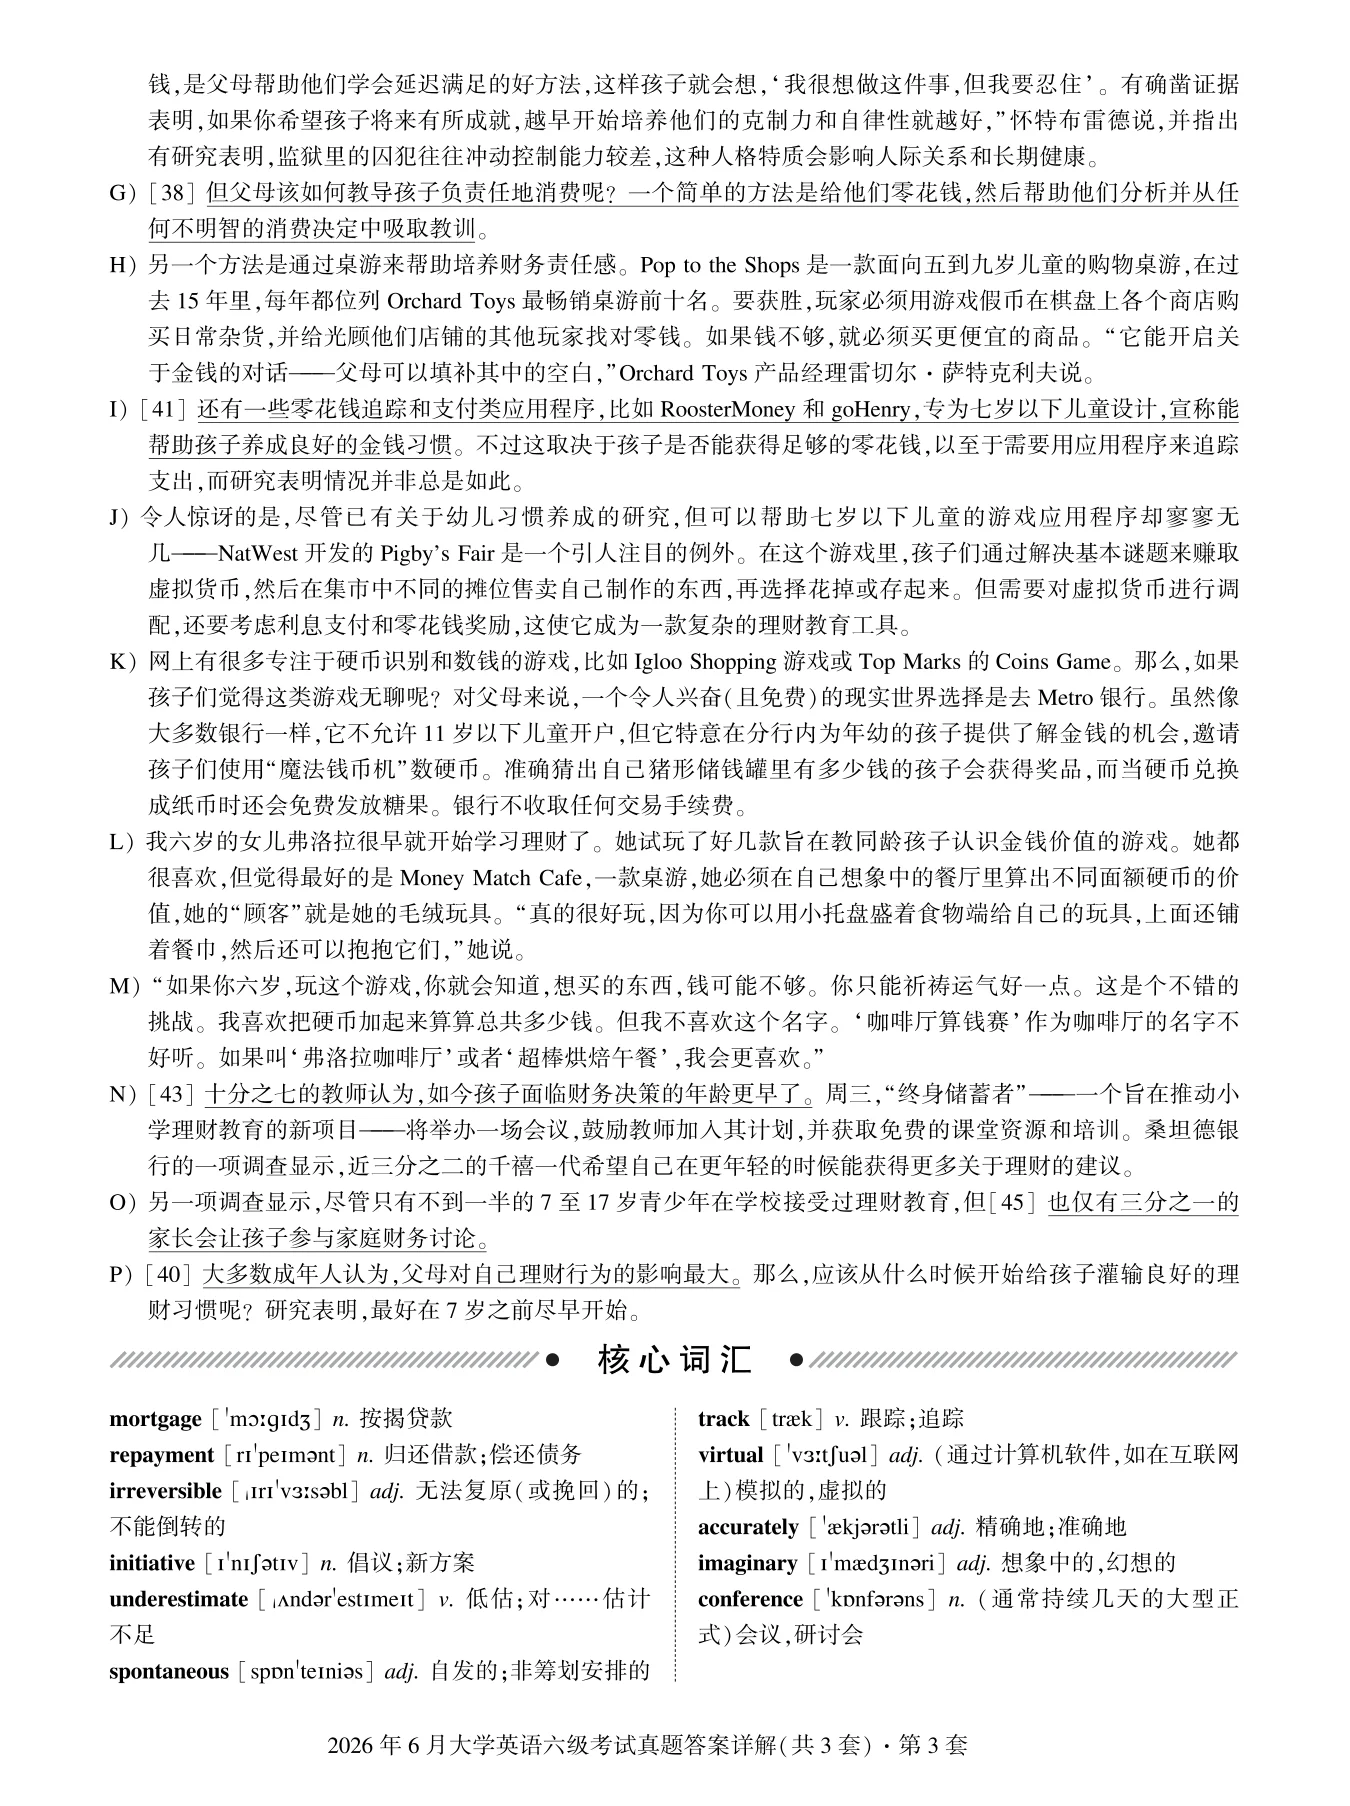 钱,是父母帮助他们学会延迟满足的好方法,这样孩子就会想,‘我很想做这件事,但我要忍住’。有确凿证据
表明,如果你希望孩子将来有所成就,越早开始培养他们的克制力和自律性就越好,”怀特布雷德说,并指出
有研究表明,监狱里的囚犯往往冲动控制能力较差,这种人格特质会影响人际关系和长期健康。
G) [38] 但父母该如何教导孩子负责任地消费呢? 一个简单的方法是给他们零花钱,然后帮助他们分析并从任
何不明智的消费决定中吸取教训。
H) 另一个方法是通过桌游来帮助培养财务责任感。Pop to the Shops 是一款面向五到九岁儿童的购物桌游,在过
去 15 年里,每年都位列 Orchard Toys 最畅销桌游前十名。要获胜,玩家必须用游戏假币在棋盘上各个商店购
买日常杂货,并给光顾他们店铺的其他玩家找对零钱。如果钱不够,就必须买更便宜的商品。“它能开启关
于金钱的对话——父母可以填补其中的空白,”Orchard Toys 产品经理雷切尔·萨特克利夫说。
I) [41] 还有一些零花钱追踪和支付类应用程序,比如 RoosterMoney 和 goHenry,专为七岁以下儿童设计,宣称能
帮助孩子养成良好的金钱习惯。不过这取决于孩子是否能获得足够的零花钱,以至于需要用应用程序来追踪
支出,而研究表明情况并非总是如此。
J) 令人惊讶的是,尽管已有关于幼儿习惯养成的研究,但可以帮助七岁以下儿童的游戏应用程序却寥寥无
几——NatWest 开发的 Pigby’s Fair 是一个引人注目的例外。在这个游戏里,孩子们通过解决基本谜题来赚取
虚拟货币,然后在集市中不同的摊位售卖自己制作的东西,再选择花掉或存起来。但需要对虚拟货币进行调
配,还要考虑利息支付和零花钱奖励,这使它成为一款复杂的理财教育工具。
K) 网上有很多专注于硬币识别和数钱的游戏,比如 Igloo Shopping 游戏或 Top Marks 的 Coins Game。那么,如果
孩子们觉得这类游戏无聊呢? 对父母来说,一个令人兴奋(且免费)的现实世界选择是去 Metro 银行。虽然像
大多数银行一样,它不允许 11 岁以下儿童开户,但它特意在分行内为年幼的孩子提供了解金钱的机会,邀请
孩子们使用“魔法钱币机”数硬币。准确猜出自己猪形储钱罐里有多少钱的孩子会获得奖品,而当硬币兑换
成纸币时还会免费发放糖果。银行不收取任何交易手续费。
L) 我六岁的女儿弗洛拉很早就开始学习理财了。她试玩了好几款旨在教同龄孩子认识金钱价值的游戏。她都
很喜欢,但觉得最好的是 Money Match Cafe,一款桌游,她必须在自己想象中的餐厅里算出不同面额硬币的价
值,她的“顾客”就是她的毛绒玩具。“真的很好玩,因为你可以用小托盘盛着食物端给自己的玩具,上面还铺
着餐巾,然后还可以抱抱它们,”她说。
M) “如果你六岁,玩这个游戏,你就会知道,想买的东西,钱可能不够。你只能祈祷运气好一点。这是个不错的
挑战。我喜欢把硬币加起来算算总共多少钱。但我不喜欢这个名字。‘咖啡厅算钱赛’作为咖啡厅的名字不
好听。如果叫‘弗洛拉咖啡厅’或者‘超棒烘焙午餐’,我会更喜欢。”
N) [43] 十分之七的教师认为,如今孩子面临财务决策的年龄更早了。周三,“终身储蓄者”——一个旨在推动小
学理财教育的新项目——将举办一场会议,鼓励教师加入其计划,并获取免费的课堂资源和培训。桑坦德银
行的一项调查显示,近三分之二的千禧一代希望自己在更年轻的时候能获得更多关于理财的建议。
O) 另一项调查显示,尽管只有不到一半的 7 至 17 岁青少年在学校接受过理财教育,但[45] 也仅有三分之一的
家长会让孩子参与家庭财务讨论。
P) [40] 大多数成年人认为,父母对自己理财行为的影响最大。那么,应该从什么时候开始给孩子灌输良好的理
财习惯呢? 研究表明,最好在 7 岁之前尽早开始。
● 核心词汇 ●
mortgage [ˈmɔːɡɪdʒ] n. 按揭贷款
repayment [rɪˈpeɪmənt] n. 归还借款;偿还债务
irreversible [ˌɪrɪˈvɜːsəbl] adj. 无法复原(或挽回)的;
不能倒转的
initiative [ɪˈnɪʃətɪv] n. 倡议;新方案
underestimate [ˌʌndərˈestɪmeɪt] v. 低估;对……估计
不足
spontaneous [spɒnˈteɪniəs] adj. 自发的;非筹划安排的
track [træk] v. 跟踪;追踪
virtual [ˈvɜːtʃuəl] adj. (通过计算机软件,如在互联网
上)模拟的,虚拟的
accurately [ˈækjərətli] adj. 精确地;准确地
imaginary [ɪˈmædʒɪnəri] adj. 想象中的,幻想的
conference [ˈkɒnfərəns] n. (通常持续几天的大型正
式)会议,研讨会
2026 年 6 月大学英语六级考试真题答案详解(共 3 套)·第 3 套